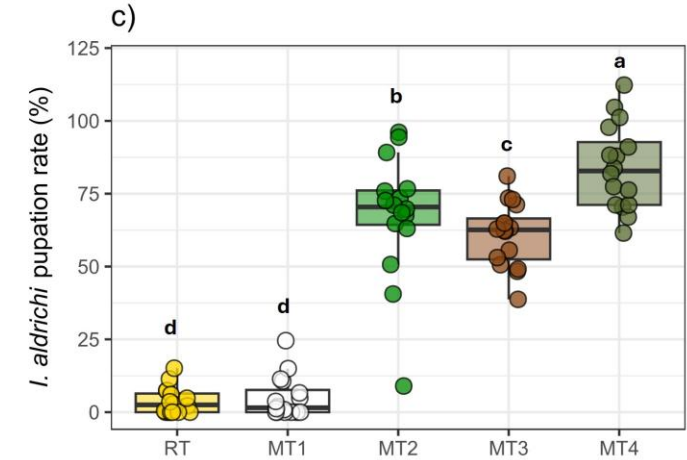 c)
I. aldrichi pupation rate (%)
125
100
75
50
25
0
d
d
b
c
a
RT
MT1
MT2
MT3
MT4